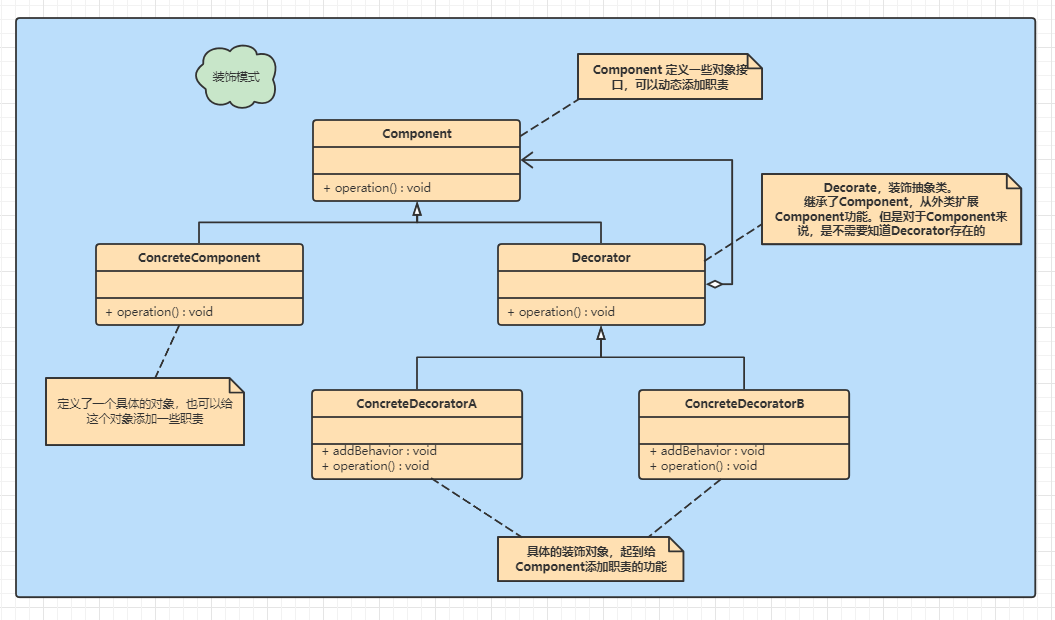 装饰模式
Component 定义一些对象接
口，可以动态添加职责
Component
+ operation() : void
Decorate，装饰抽象类。
继承了Component，从外类扩展
Component功能。但是对于Component来
说，是不需要知道Decorator存在的
ConcreteComponent
+ operation() : void
Decorator
+ operation() : void
定义了一个具体的对象，也可以给
这个对象添加一些职责
ConcreteDecoratorA
+ addBehavior : void
+ operation() : void
ConcreteDecoratorB
+ addBehavior : void
+ operation() : void
具体的装饰对象，起到给
Component添加职责的功能